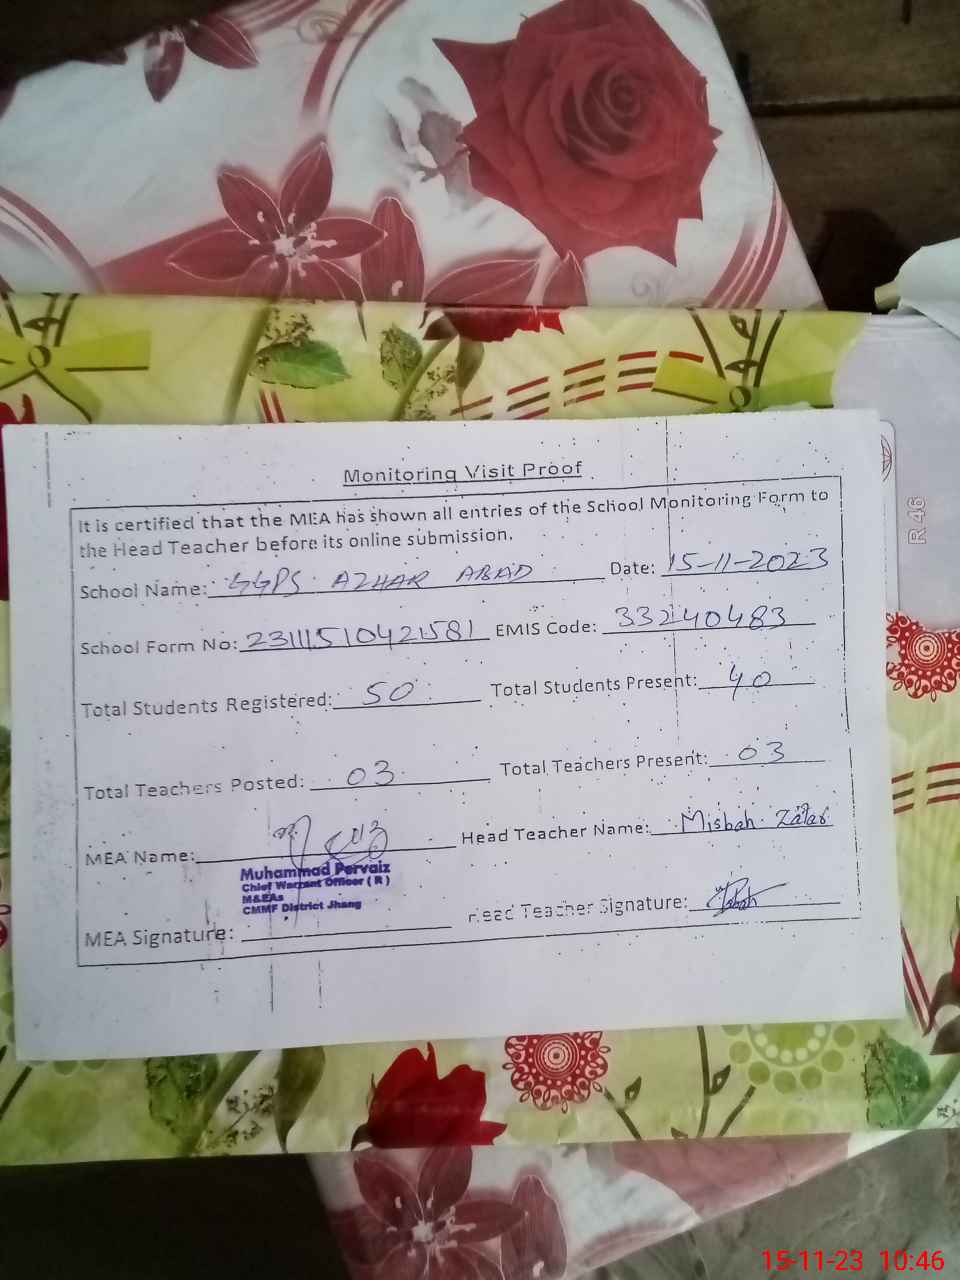 Monitoring Visit Proof
It is certified that the MEA has shown all entries of the School Monitoring Form to
the Head Teacher before its online submission.
School Name: GGPS AZHAR ABAD Date: 15-11-2023
School Form No: 23111510421581 EMIS Code: 33240483
Total Students Registered: 50 Total Students Present: 40
Total Teachers Posted: 03 Total Teachers Present: 03
MEA Name: Head Teacher Name: Misbah Zafar
Muhammad Pervaiz
Chief Warrant Officer ( R )
M&EAs
CMMF District Jhang
MEA Signature: Head Teacher Signature:
R 46
15-11-23 10:46